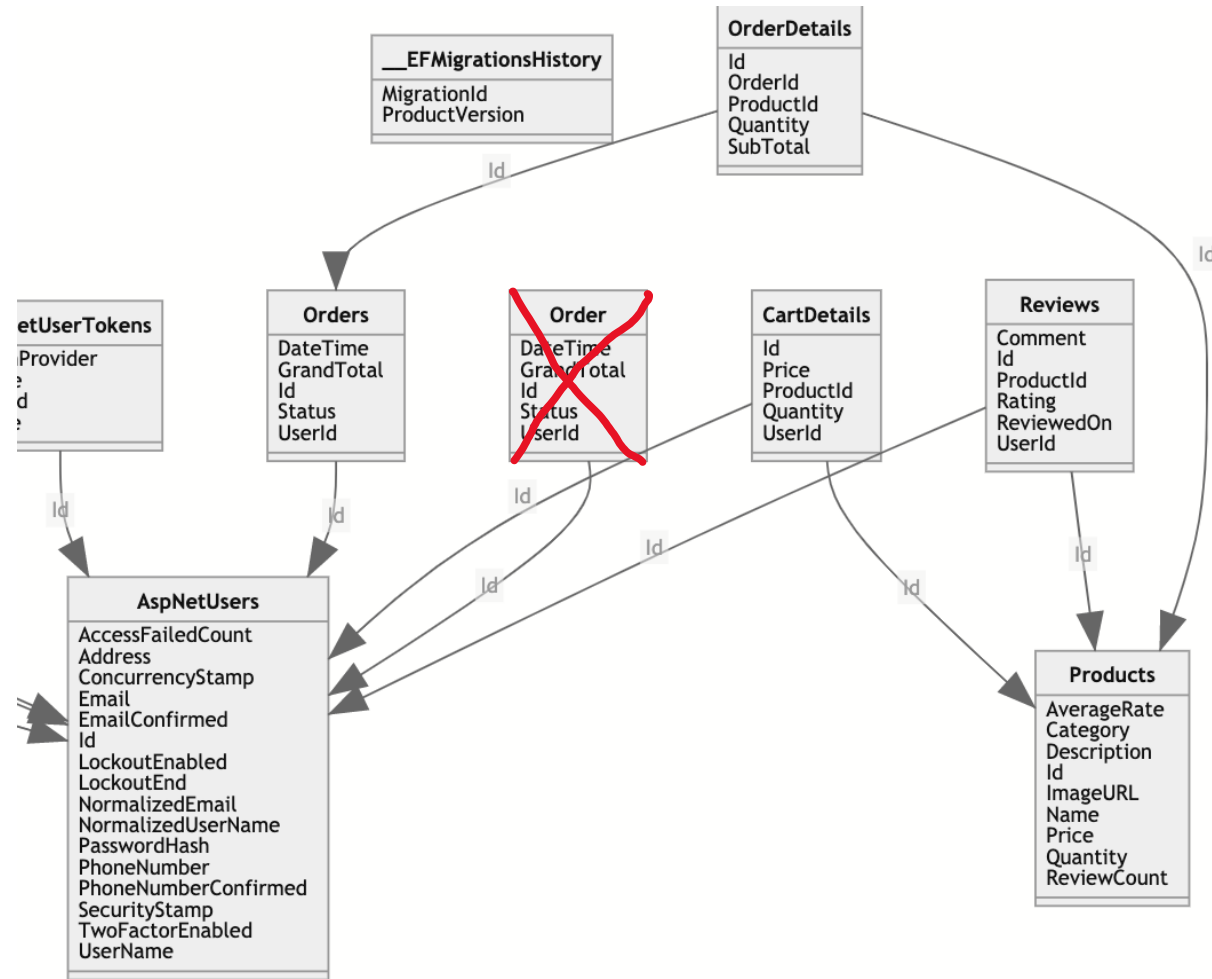 OrderDetails
Id
OrderId
ProductId
Quantity
SubTotal
__EFMigrationsHistory
MigrationId
ProductVersion
Id
Id
etUserTokens
Provider
e
d
e
Orders
DateTime
GrandTotal
Id
Status
UserId
Order
DateTime
GrandTotal
Id
Status
UserId
CartDetails
Id
Price
ProductId
Quantity
UserId
Reviews
Comment
Id
ProductId
Rating
ReviewedOn
UserId
Id
Id
Id
Id
Id
Id
Id
AspNetUsers
AccessFailedCount
Address
ConcurrencyStamp
Email
EmailConfirmed
Id
LockoutEnabled
LockoutEnd
NormalizedEmail
NormalizedUserName
PasswordHash
PhoneNumber
PhoneNumberConfirmed
SecurityStamp
TwoFactorEnabled
UserName
Products
AverageRate
Category
Description
Id
ImageURL
Name
Price
Quantity
ReviewCount